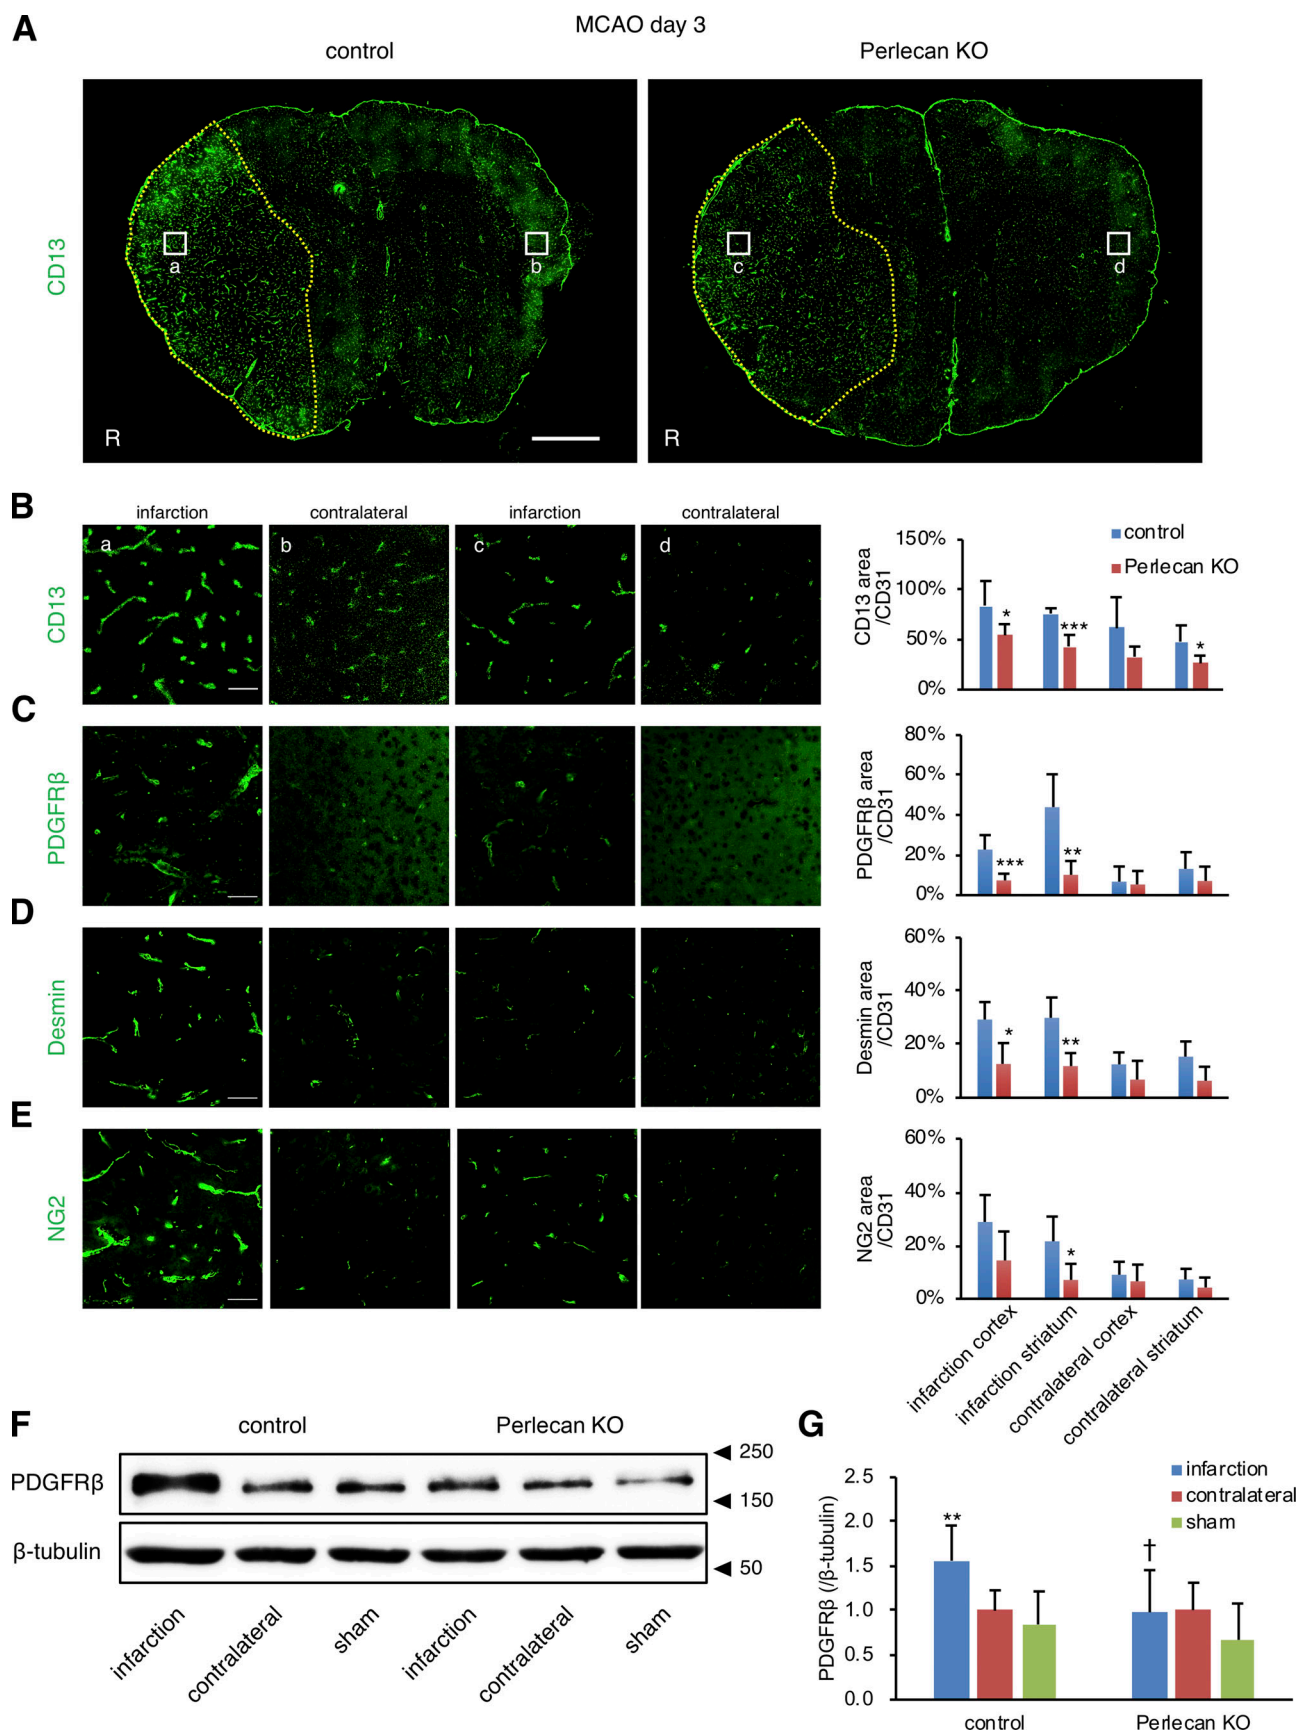 A
MCAO day 3
control
Perlecan KO
CD13
a
b
c
d
R
R
B
infarction
contralateral
infarction
contralateral
a
b
c
d
CD13
CD13 area
/CD31
150%
100%
50%
0%
control
Perlecan KO
*
***
*
C
PDGFRβ
PDGFRβ area
/CD31
80%
60%
40%
20%
0%
***
**
D
Desmin
Desmin area
/CD31
60%
40%
20%
0%
*
**
E
NG2
NG2 area
/CD31
60%
40%
20%
0%
*
infarction cortex
infarction striatum
contralateral cortex
contralateral striatum
F
control
Perlecan KO
PDGFRβ
250
150
β-tubulin
50
infarction
contralateral
sham
infarction
contralateral
sham
G
PDGFRβ (/β-tubulin)
2.5
2.0
1.5
1.0
0.5
0.0
infarction
contralateral
sham
**
†
control
Perlecan KO